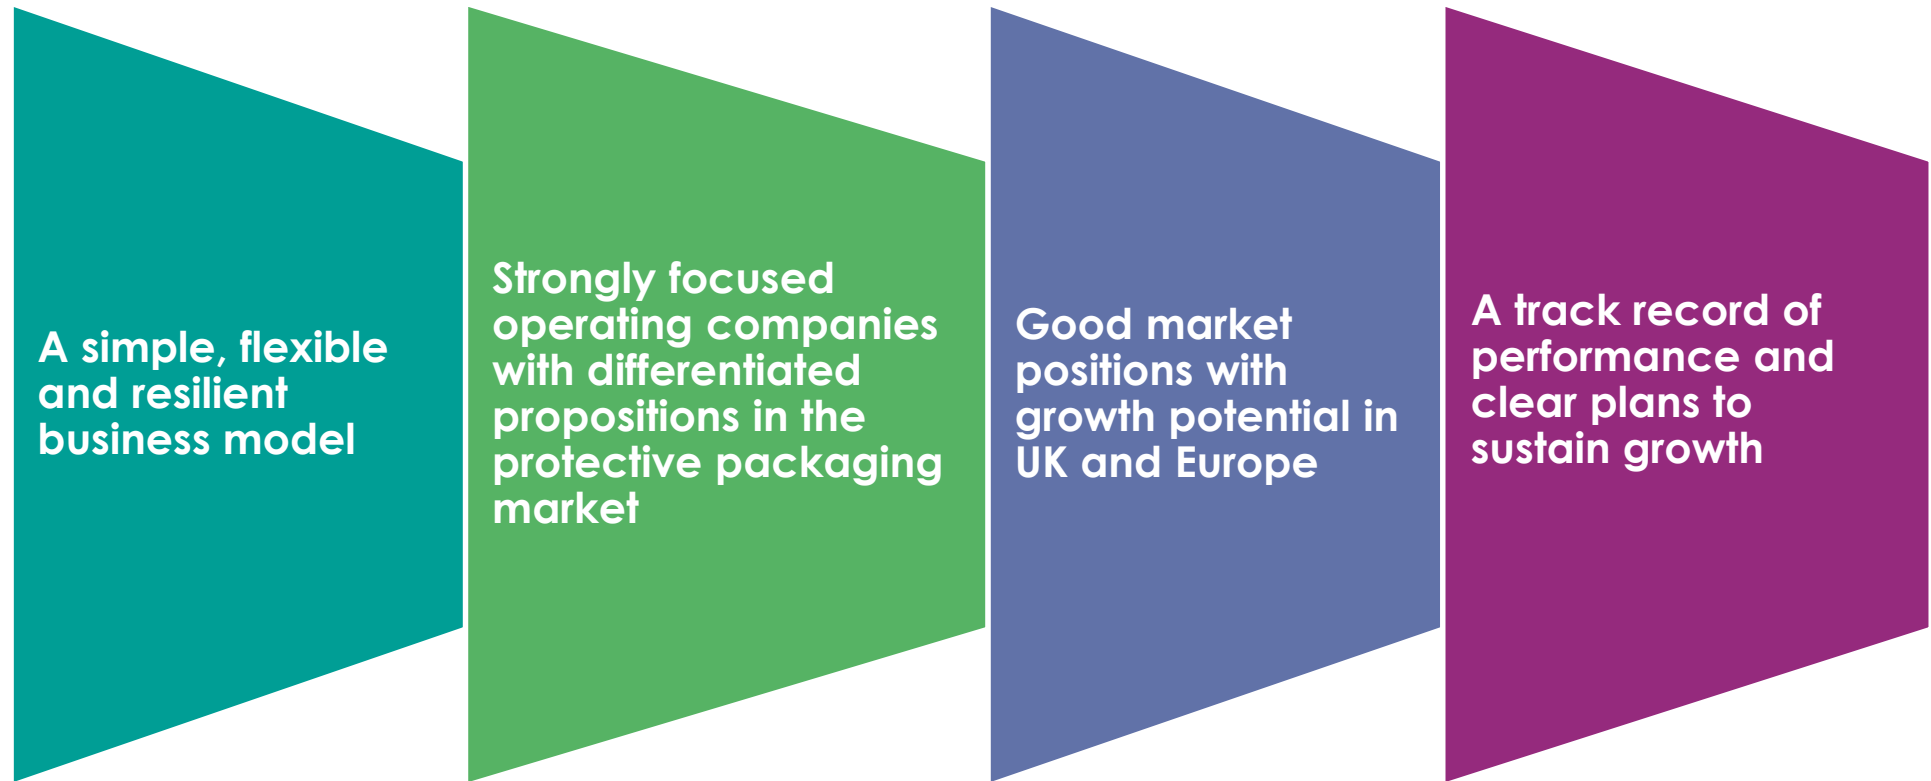 A simple, flexible
and resilient
business model
Strongly focused
operating companies
with differentiated
propositions in the
protective packaging
market
Good market
positions with
growth potential in
UK and Europe
A track record of
performance and
clear plans to
sustain growth